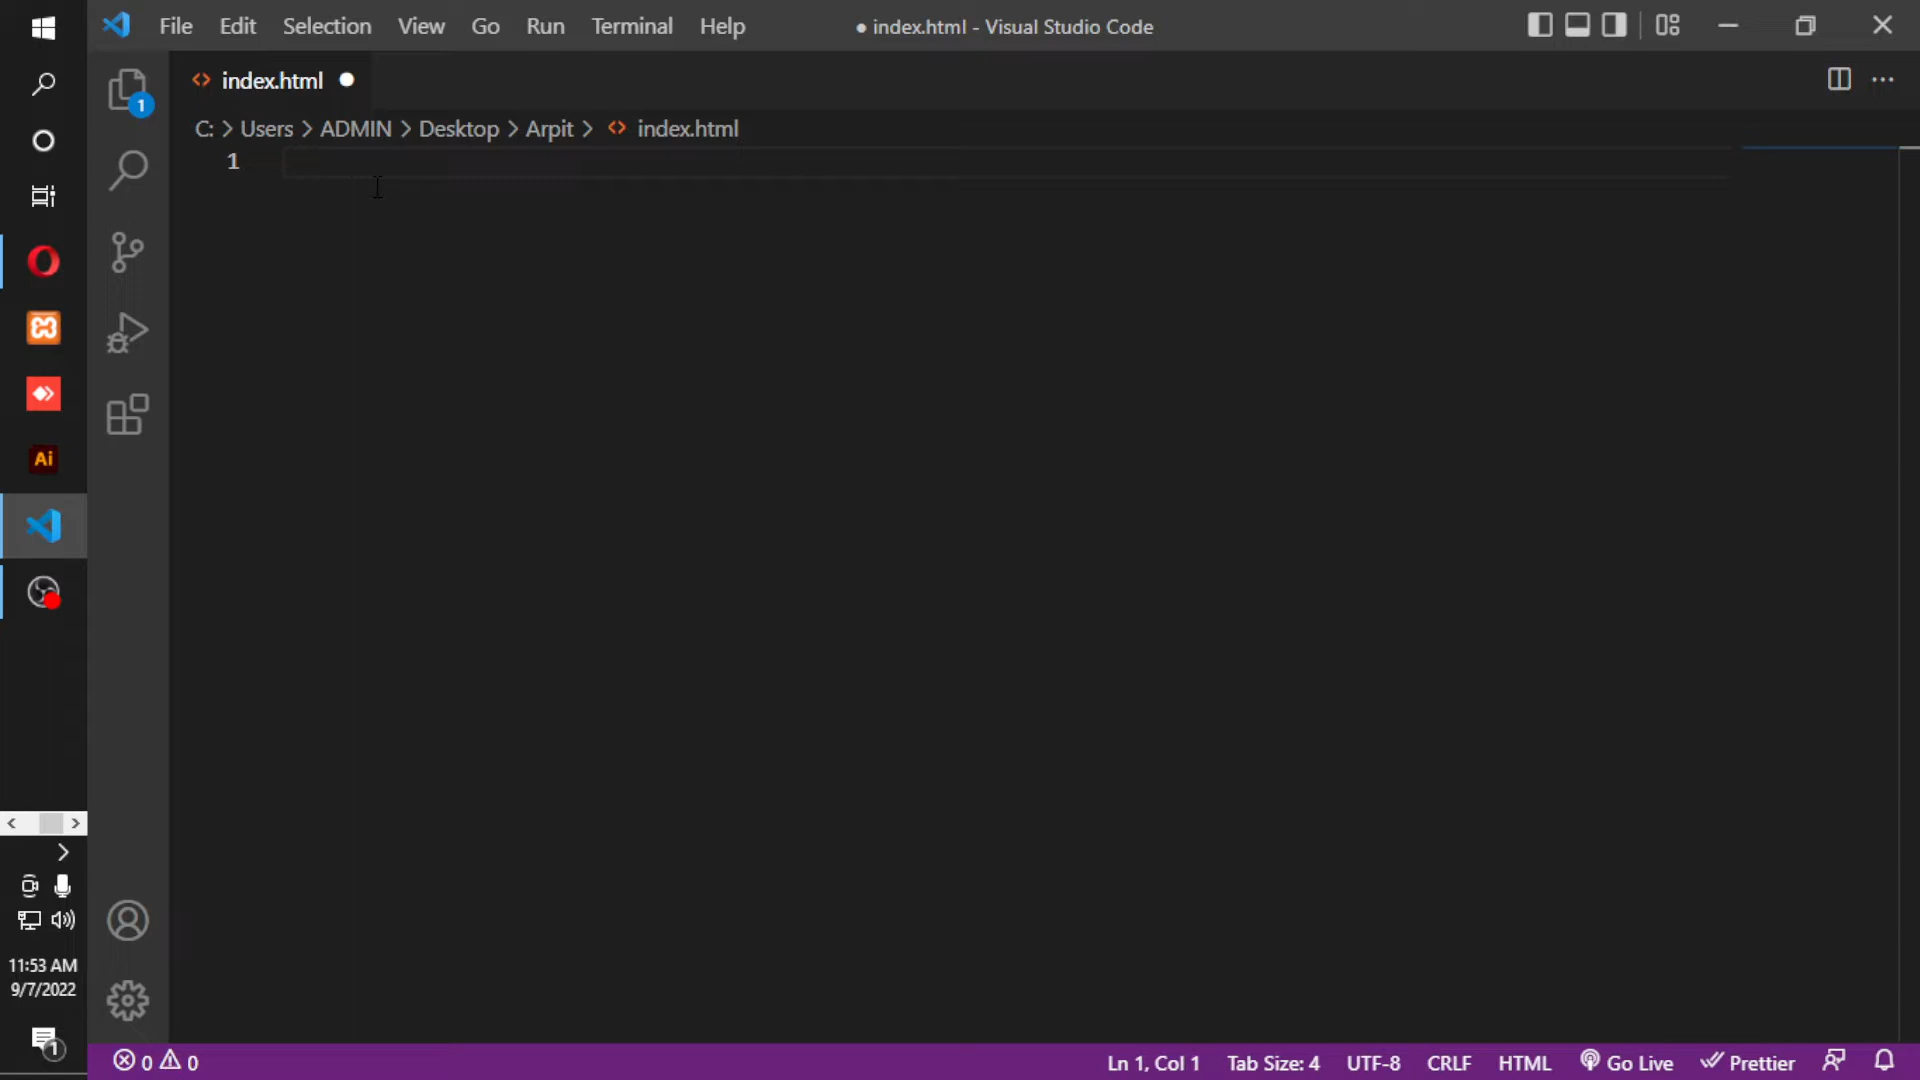 File Edit Selection View Go Run Terminal Help
● index.html - Visual Studio Code
index.html
C: > Users > ADMIN > Desktop > Arpit > index.html
1
1
Ai
11:53 AM
9/7/2022
1
0 0
Ln 1, Col 1 Tab Size: 4 UTF-8 CRLF HTML Go Live Prettier